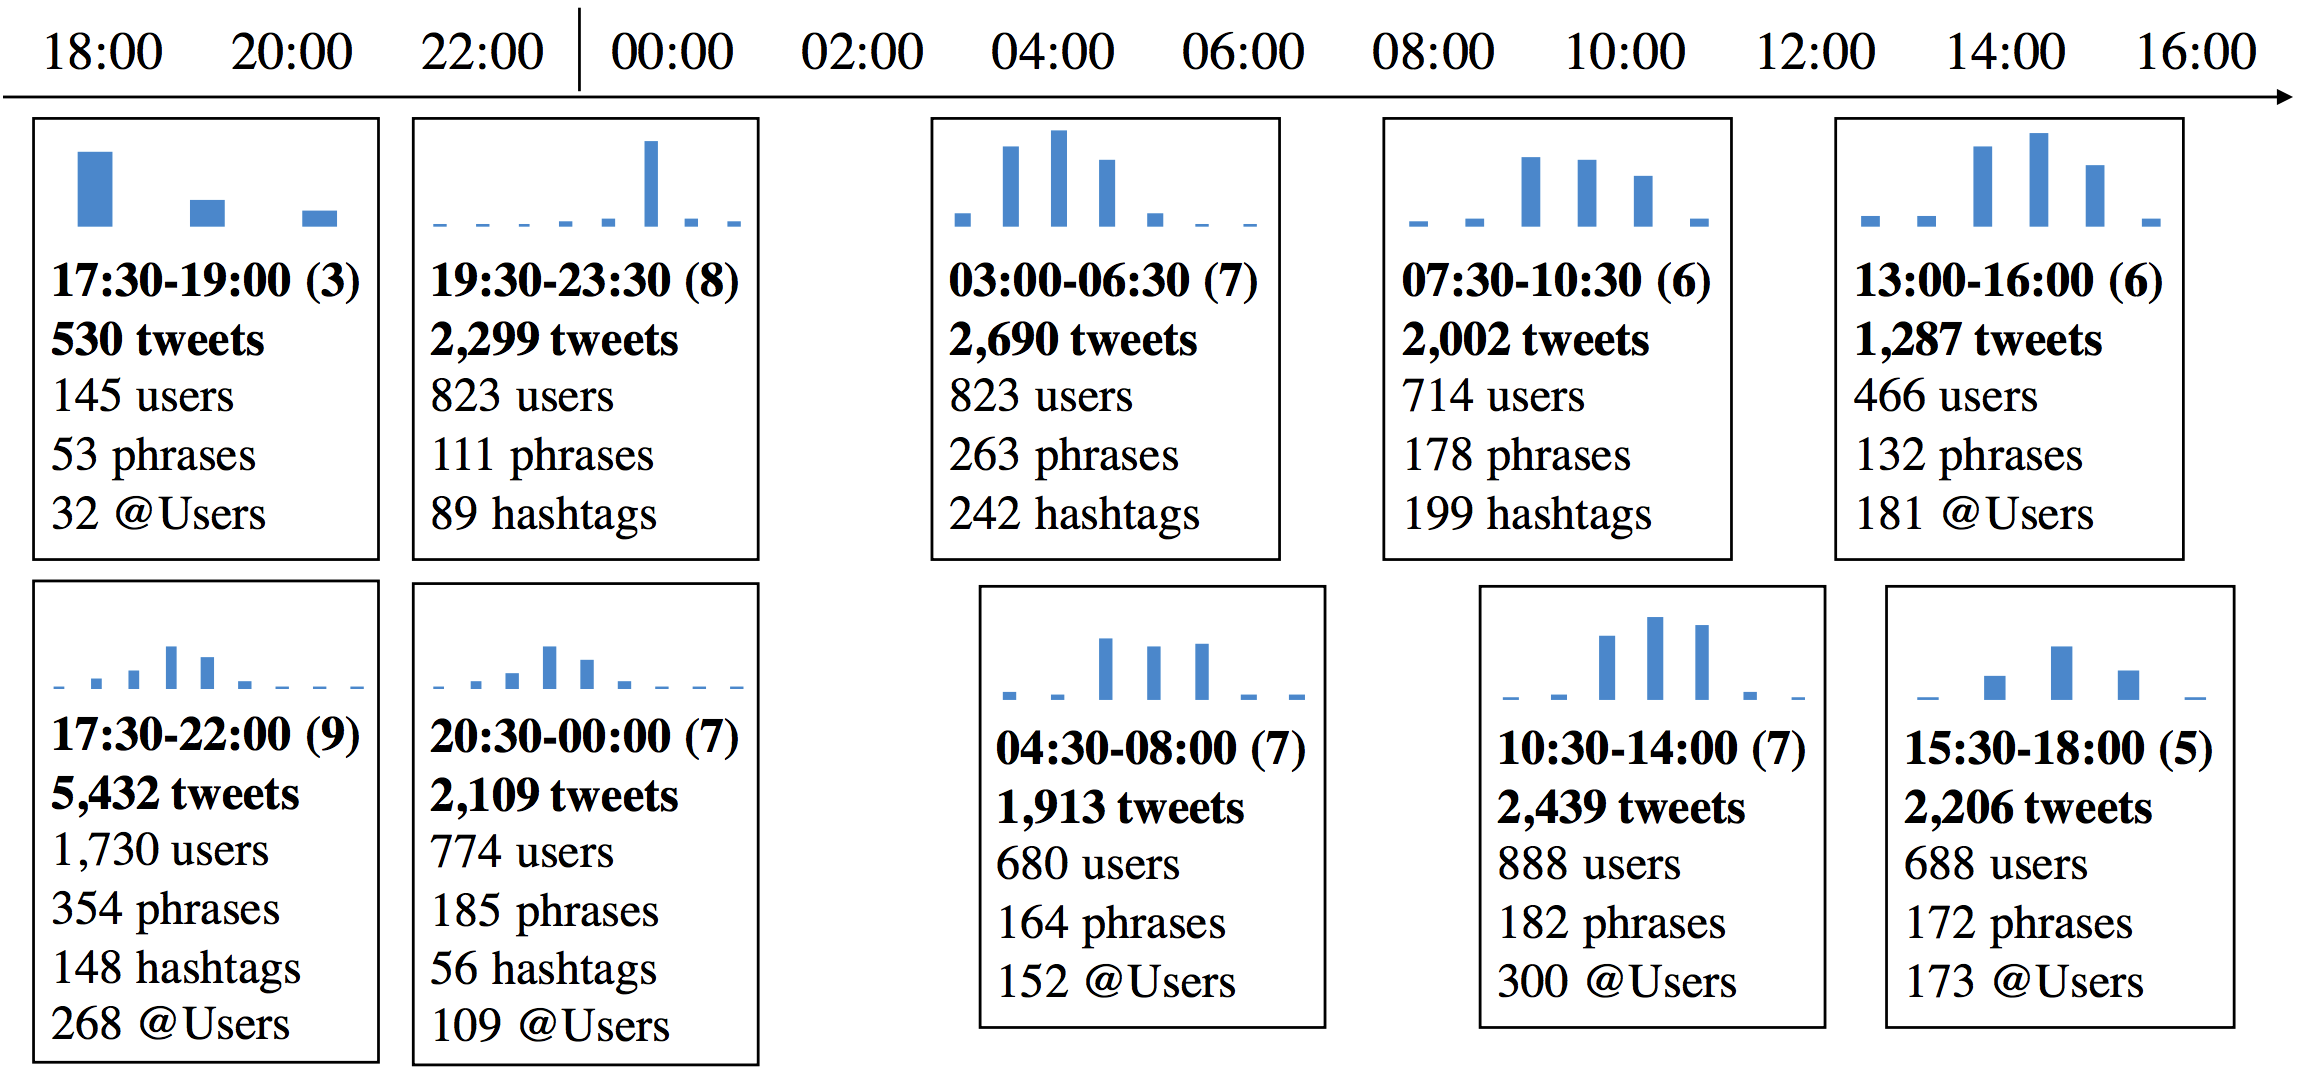 18:00 20:00 22:00 00:00 02:00 04:00 06:00 08:00 10:00 12:00 14:00 16:00
17:30-19:00 (3)
530 tweets
145 users
53 phrases
32 @Users
19:30-23:30 (8)
2,299 tweets
823 users
111 phrases
89 hashtags
03:00-06:30 (7)
2,690 tweets
823 users
263 phrases
242 hashtags
07:30-10:30 (6)
2,002 tweets
714 users
178 phrases
199 hashtags
13:00-16:00 (6)
1,287 tweets
466 users
132 phrases
181 @Users
17:30-22:00 (9)
5,432 tweets
1,730 users
354 phrases
148 hashtags
268 @Users
20:30-00:00 (7)
2,109 tweets
774 users
185 phrases
56 hashtags
109 @Users
04:30-08:00 (7)
1,913 tweets
680 users
164 phrases
152 @Users
10:30-14:00 (7)
2,439 tweets
888 users
182 phrases
300 @Users
15:30-18:00 (5)
2,206 tweets
688 users
172 phrases
173 @Users